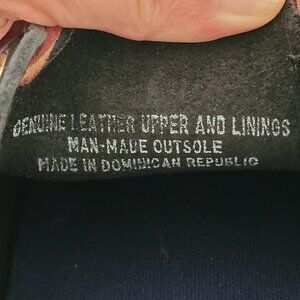 GENUINE LEATHER UPPER AND LININGS
MAN-MADE OUTSOLE
MADE IN DOMINICAN REPUBLIC